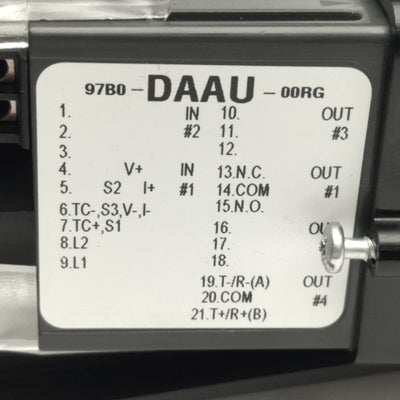 97B0-DAAU-00RG
1. 10. OUT
2. IN #2 11. #3
3. 12.
4. V+ IN 13.N.C. OUT
5. S2 I+ #1 14.COM #1
6.TC-,S3,V-,I- 15.N.O.
7.TC+,S1 16.
8.L2 17.
9.L1 18.
19.T-/R-(A) OUT
20.COM #4
21.T+/R+(B)